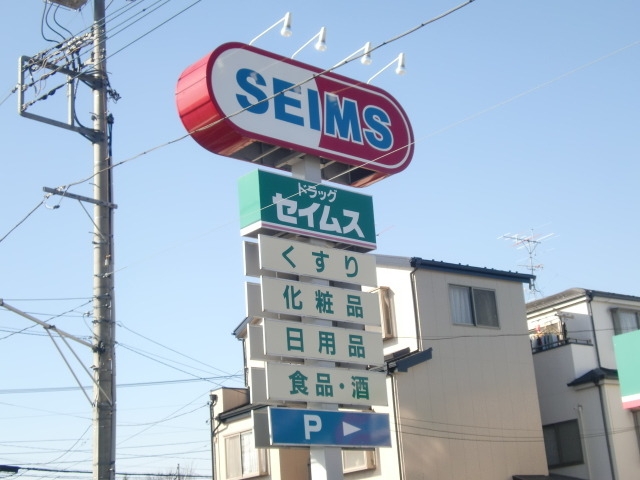 SEIMS
ドラッグ
セイムス
くすり
化粧品
日用品
食品・酒
P